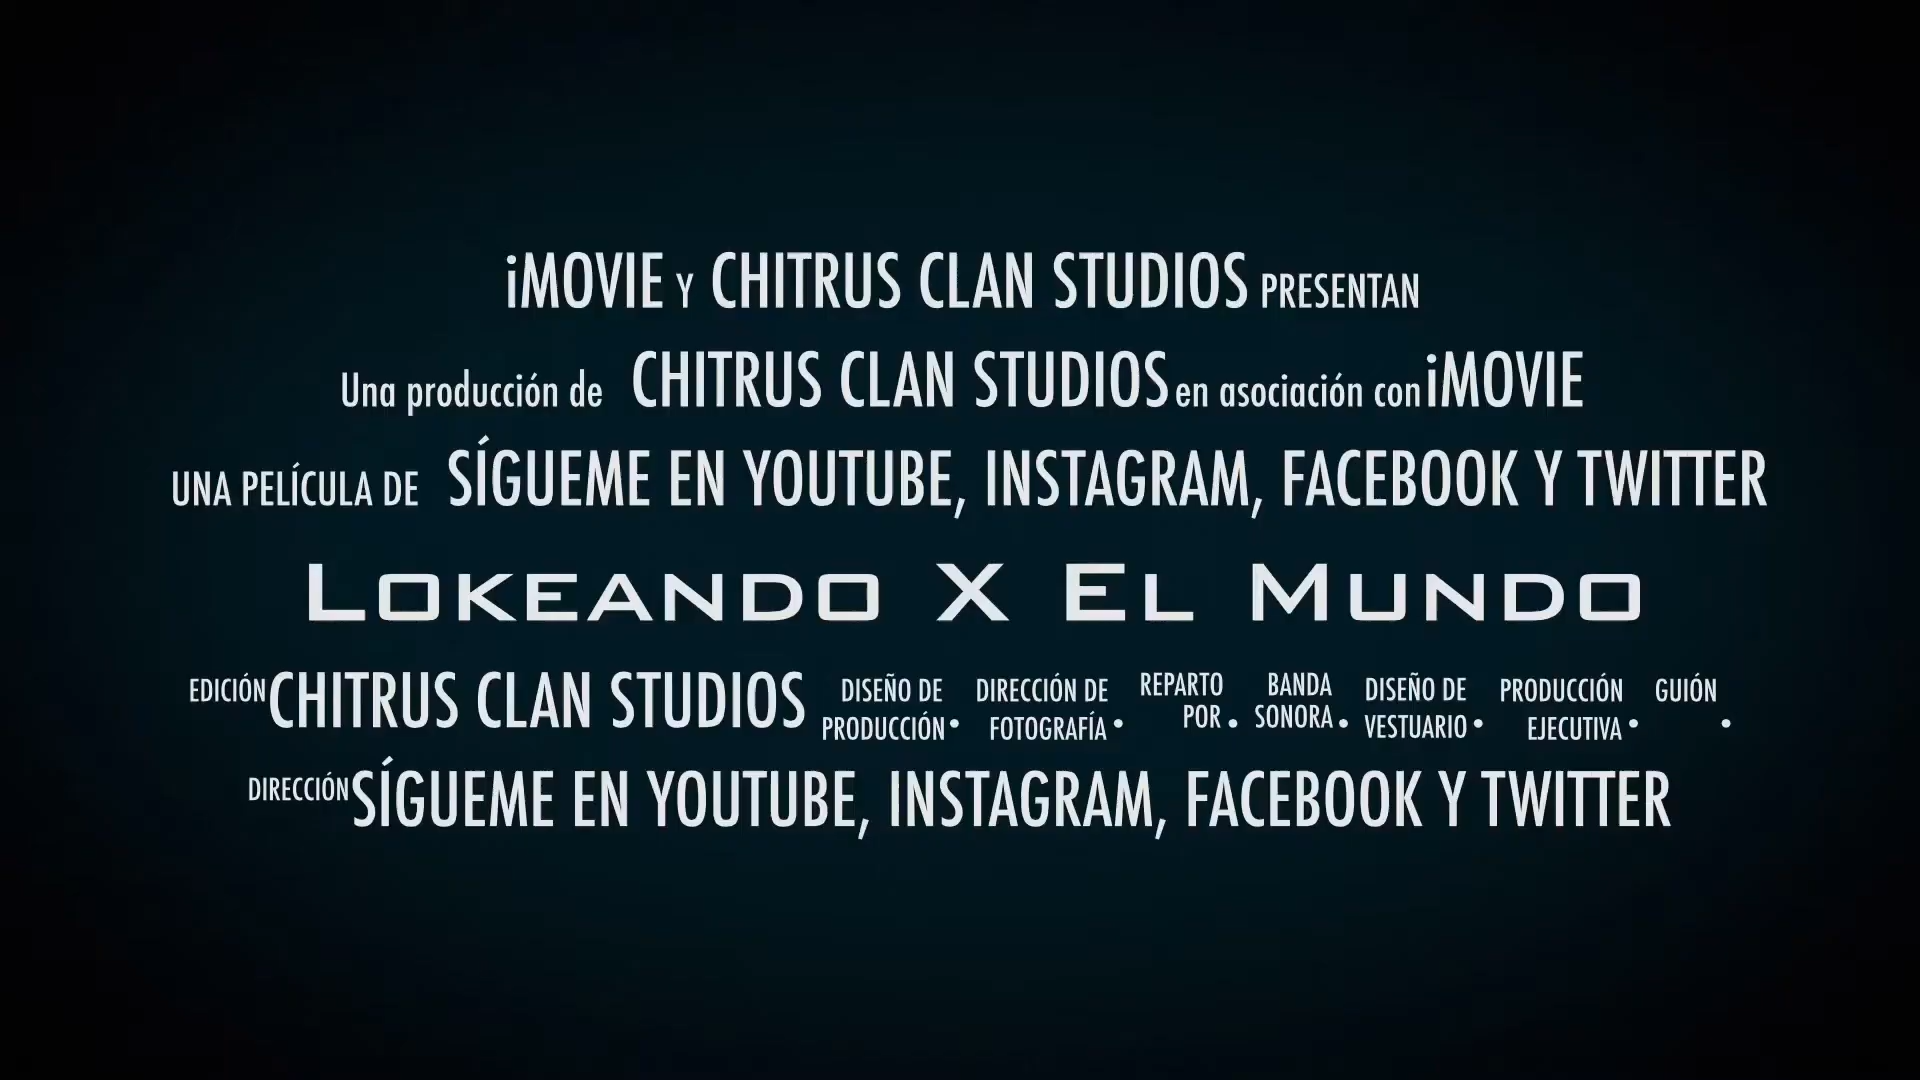 iMOVIE Y CHITRUS CLAN STUDIOS PRESENTAN
Una producción de CHITRUS CLAN STUDIOS en asociación con iMOVIE
UNA PELÍCULA DE SÍGUEME EN YOUTUBE, INSTAGRAM, FACEBOOK Y TWITTER
LOKEANDO X EL MUNDO
EDICIÓN CHITRUS CLAN STUDIOS DISEÑO DE PRODUCCIÓN . DIRECCIÓN DE FOTOGRAFÍA . REPARTO POR . BANDA SONORA . DISEÑO DE VESTUARIO . PRODUCCIÓN EJECUTIVA . GUIÓN .
DIRECCIÓN SÍGUEME EN YOUTUBE, INSTAGRAM, FACEBOOK Y TWITTER